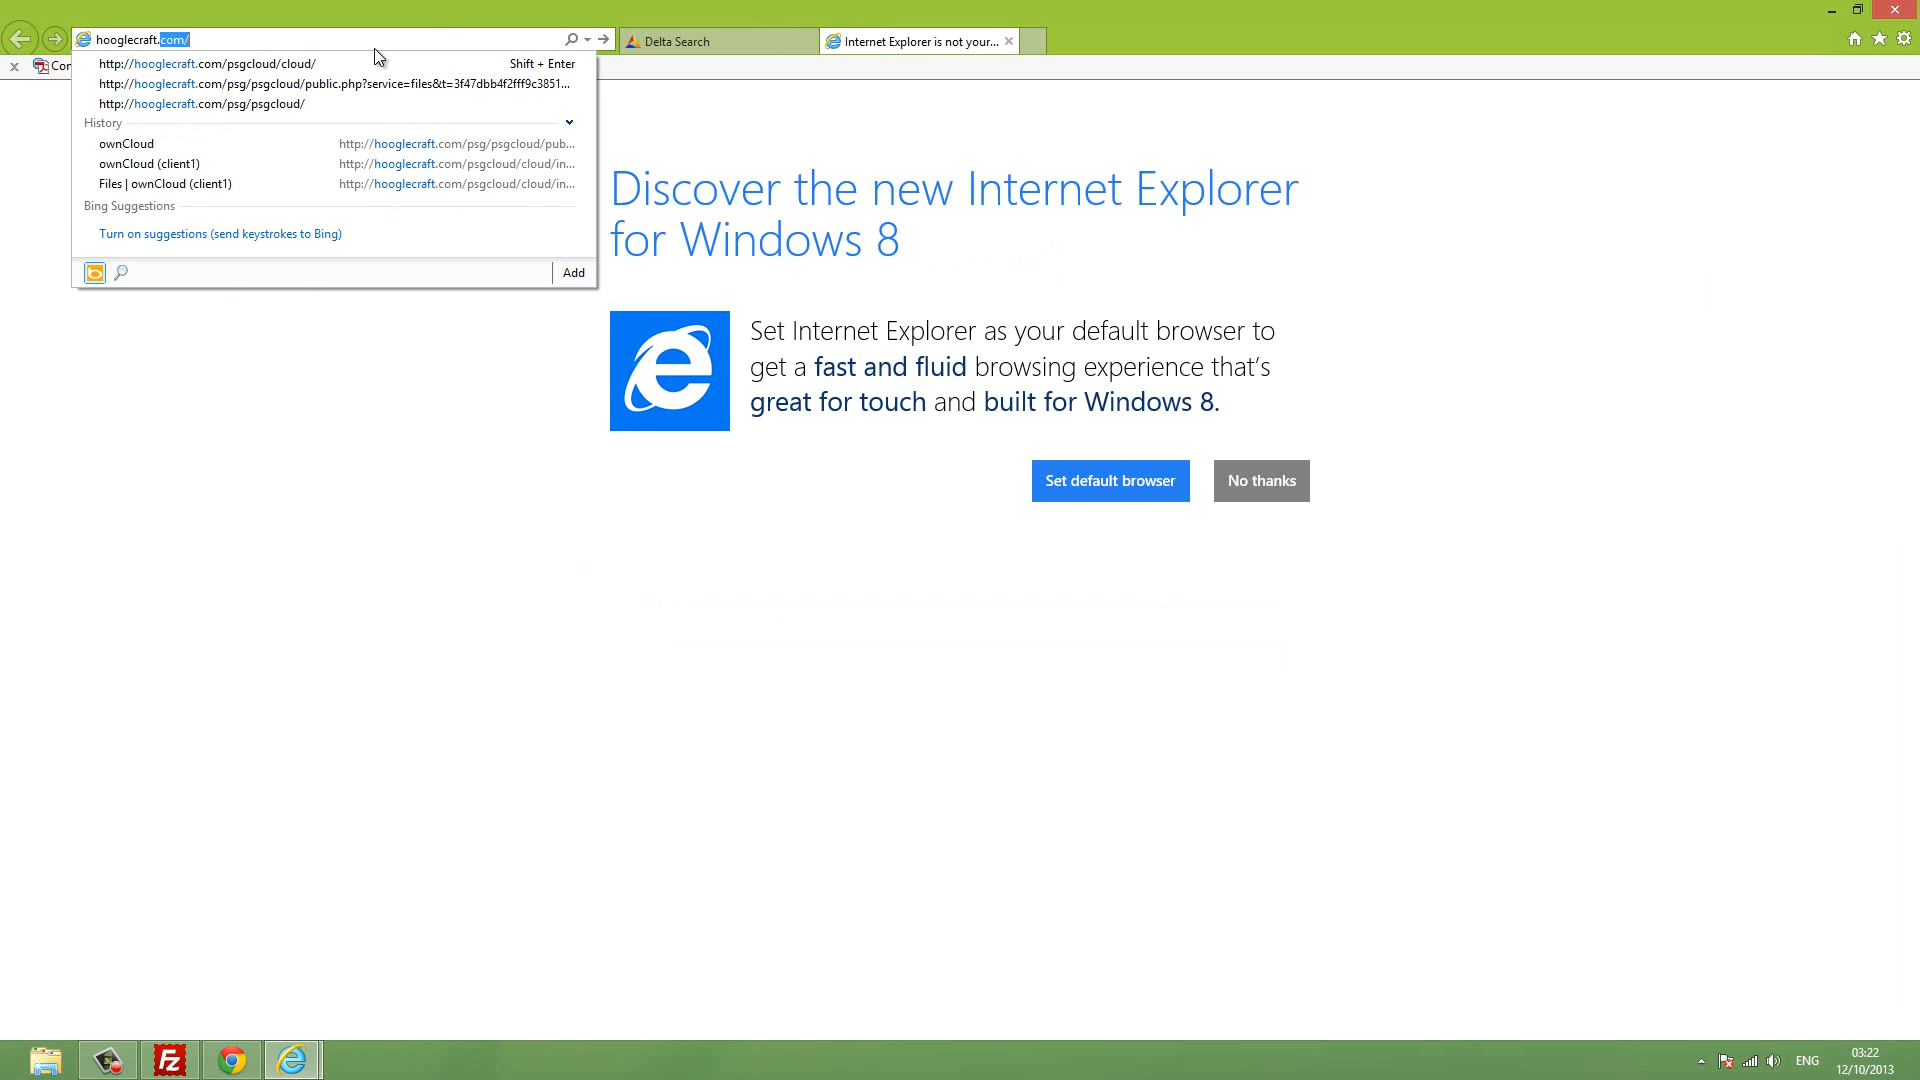 hooglecraft.com/
Delta Search
Internet Explorer is not your...
http://hooglecraft.com/psgcloud/cloud/
Shift + Enter
http://hooglecraft.com/psg/psgcloud/public.php?service=files&t=3f47dbb4f2fff9c3851...
http://hooglecraft.com/psg/psgcloud/
History
ownCloud
http://hooglecraft.com/psg/psgcloud/pub...
ownCloud (client1)
http://hooglecraft.com/psgcloud/cloud/in...
Files | ownCloud (client1)
http://hooglecraft.com/psgcloud/cloud/in...
Bing Suggestions
Turn on suggestions (send keystrokes to Bing)
Add
Discover the new Internet Explorer
for Windows 8
Set Internet Explorer as your default browser to
get a fast and fluid browsing experience that's
great for touch and built for Windows 8.
Set default browser
No thanks
Fz
ENG
03:22
12/10/2013